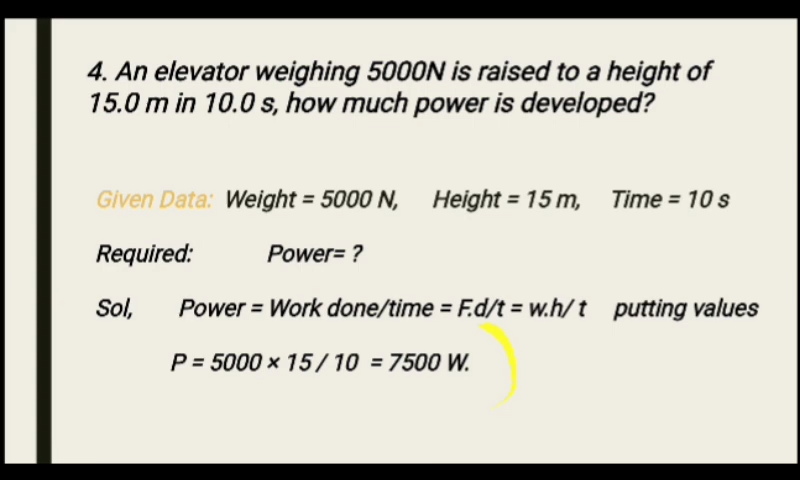 4. An elevator weighing 5000N is raised to a height of
15.0 m in 10.0 s, how much power is developed?
Given Data: Weight = 5000 N, Height = 15 m, Time = 10 s
Required: Power= ?
Sol, Power = Work done/time = F.d/t = w.h/ t putting values
P = 5000 × 15 / 10 = 7500 W.